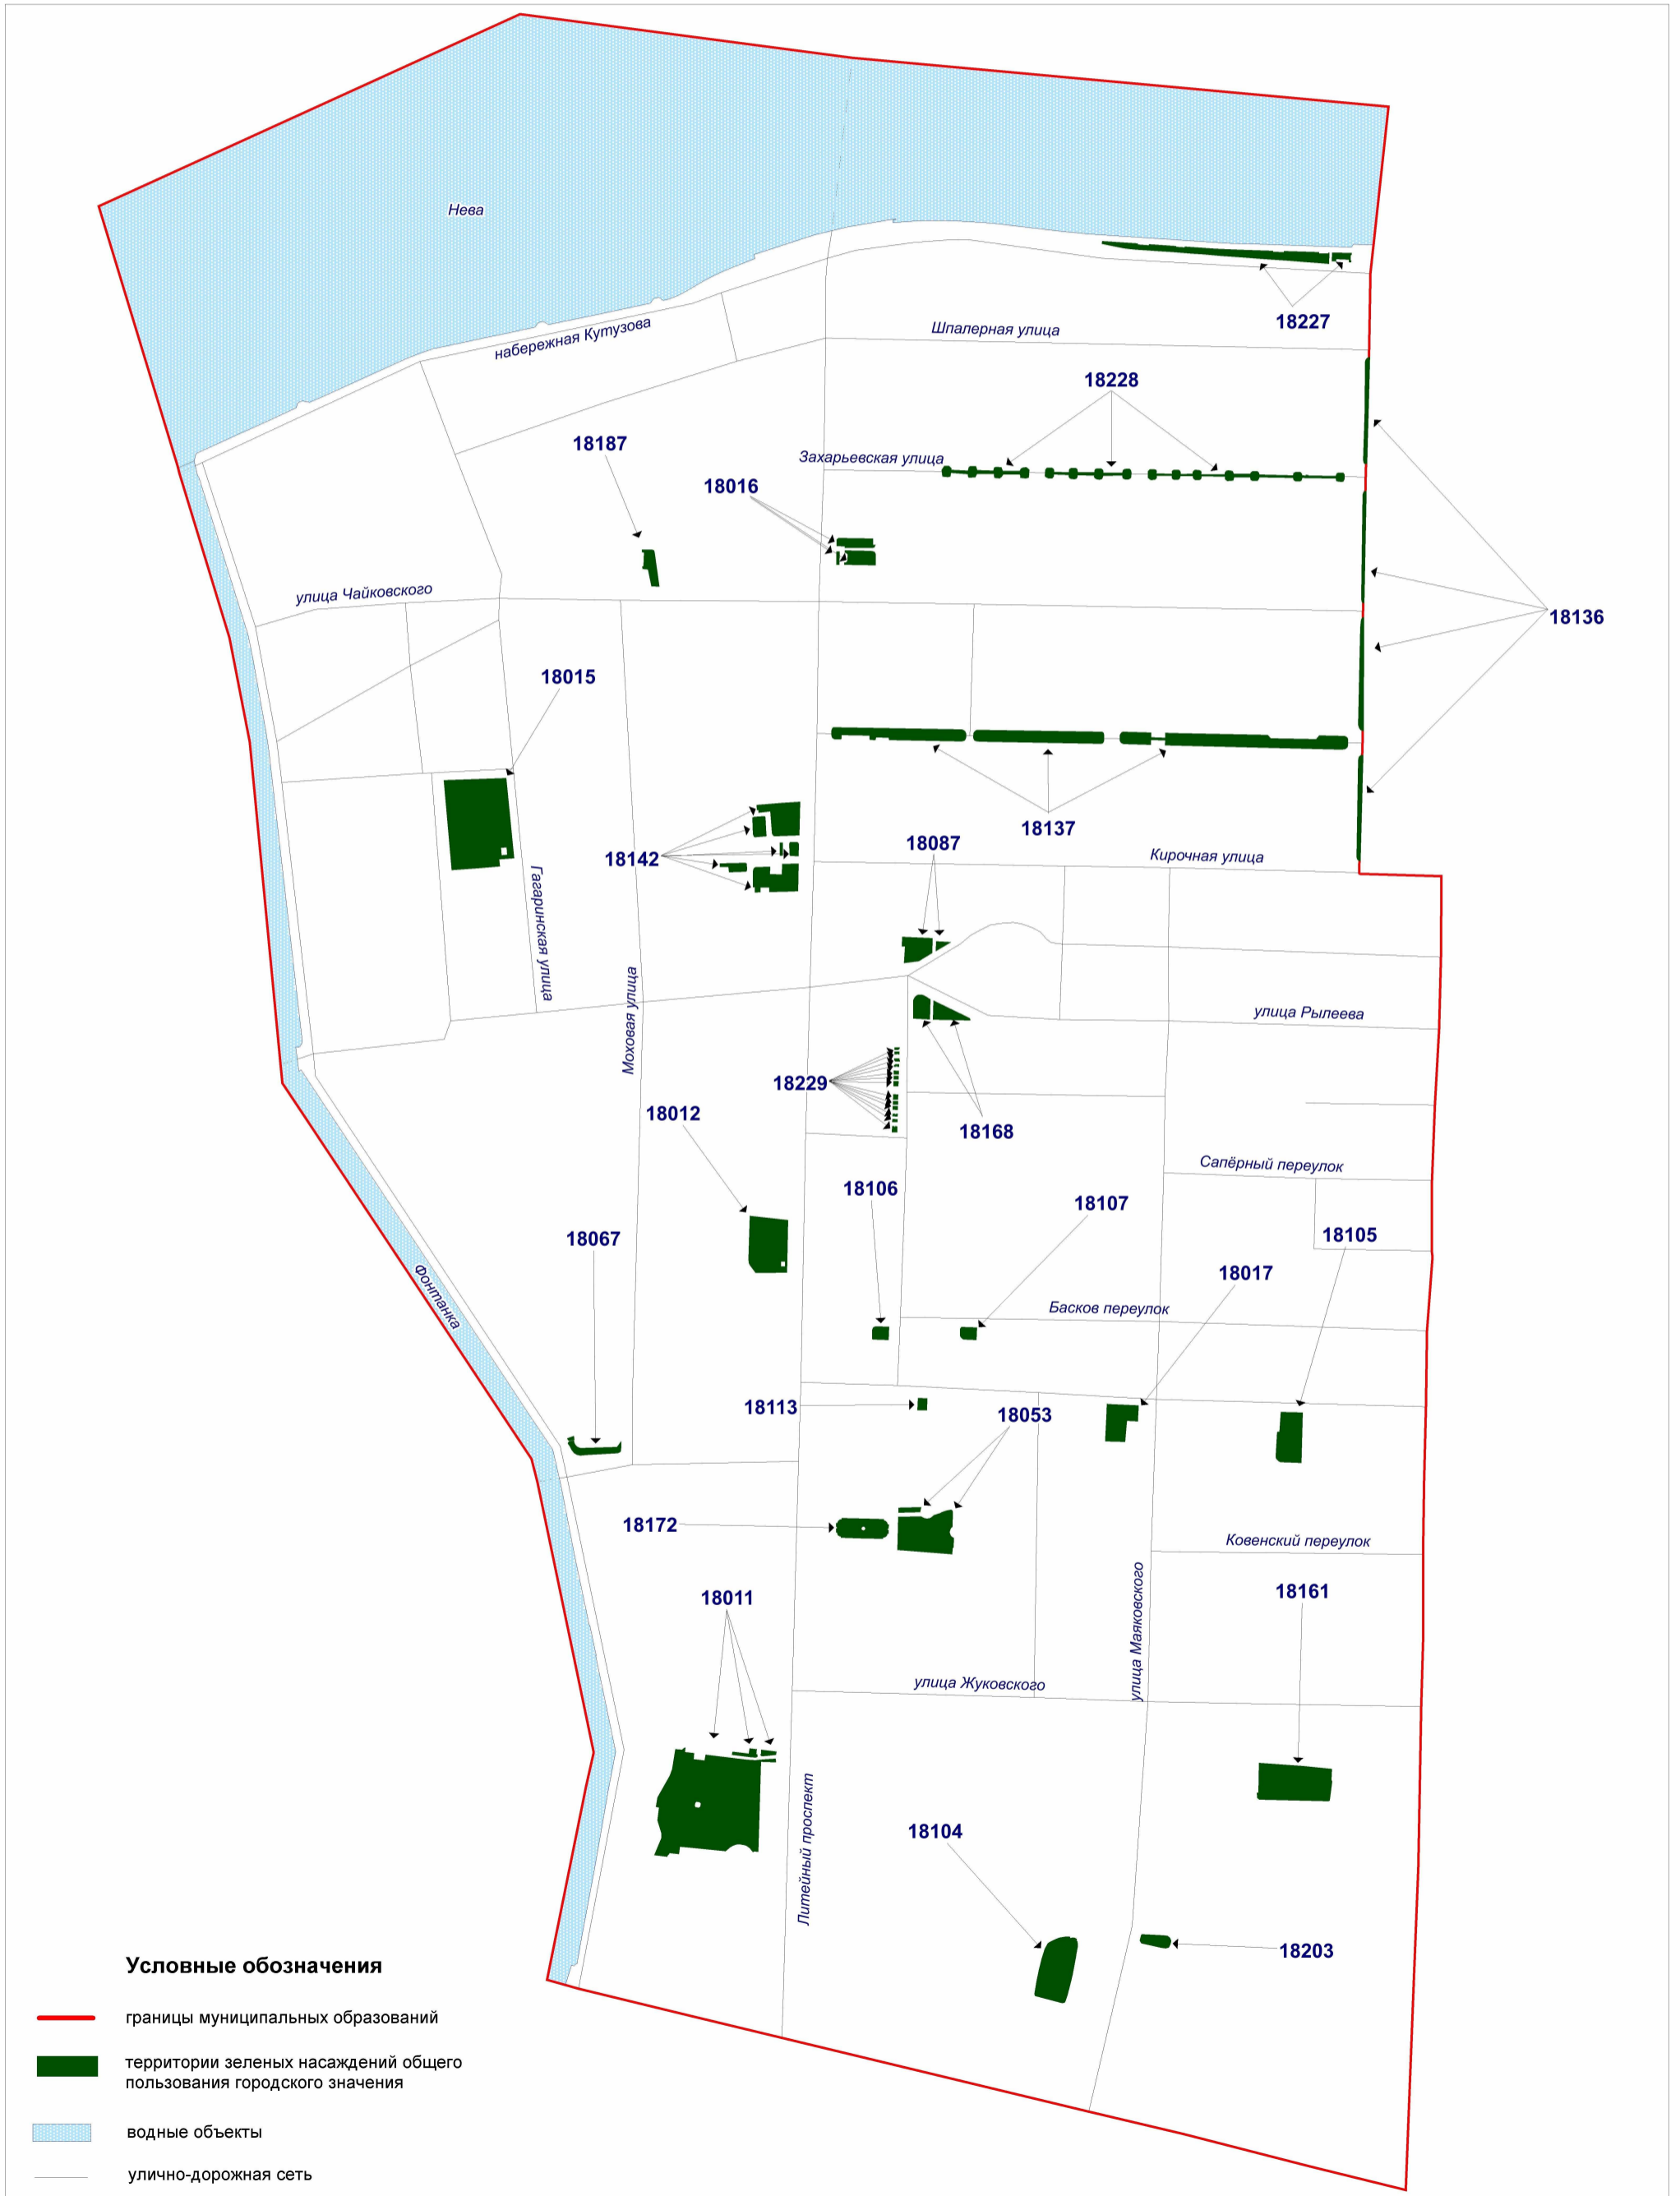 Нева
18227
набережная Кутузова
Шпалерная улица
18228
18187
Захарьевская улица
18016
улица Чайковского
18136
18015
18137
18087
18142
Кирочная улица
Гагаринская улица
Моховая улица
улица Рылеева
18229
18012
18168
Сапёрный переулок
18106
18107
18067
18105
18017
Фонтанка
Басков переулок
18113
18053
18172
Ковенский переулок
18011
18161
улица Маяковского
улица Жуковского
Литейный проспект
18104
18203
Условные обозначения
границы муниципальных образований
территории зеленых насаждений общего
пользования городского значения
водные объекты
улично-дорожная сеть